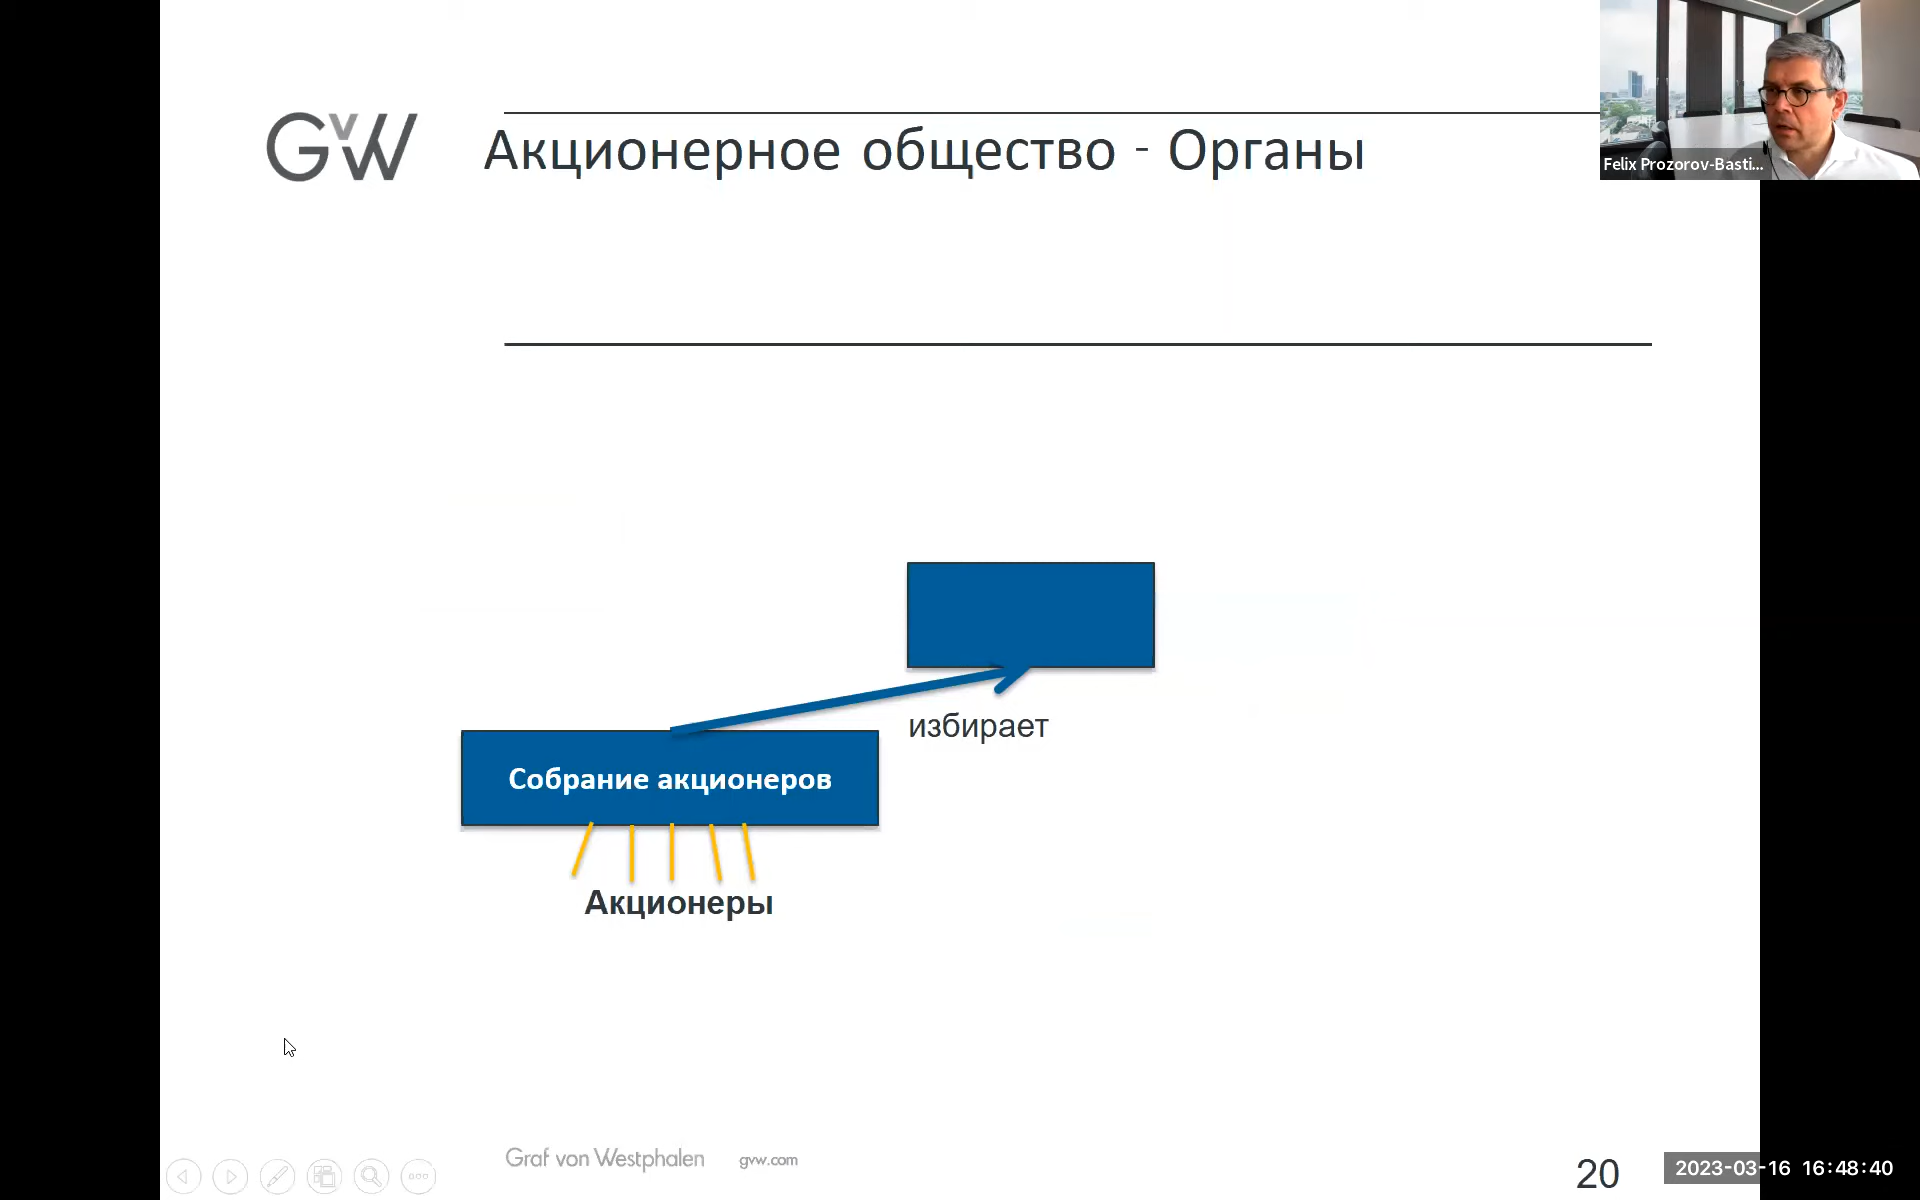 GvW
Акционерное общество - Органы
Felix Prozorov-Basti...
избирает
Собрание акционеров
Акционеры
Graf von Westphalen
gvw.com
20
2023-03-16 16:48:40